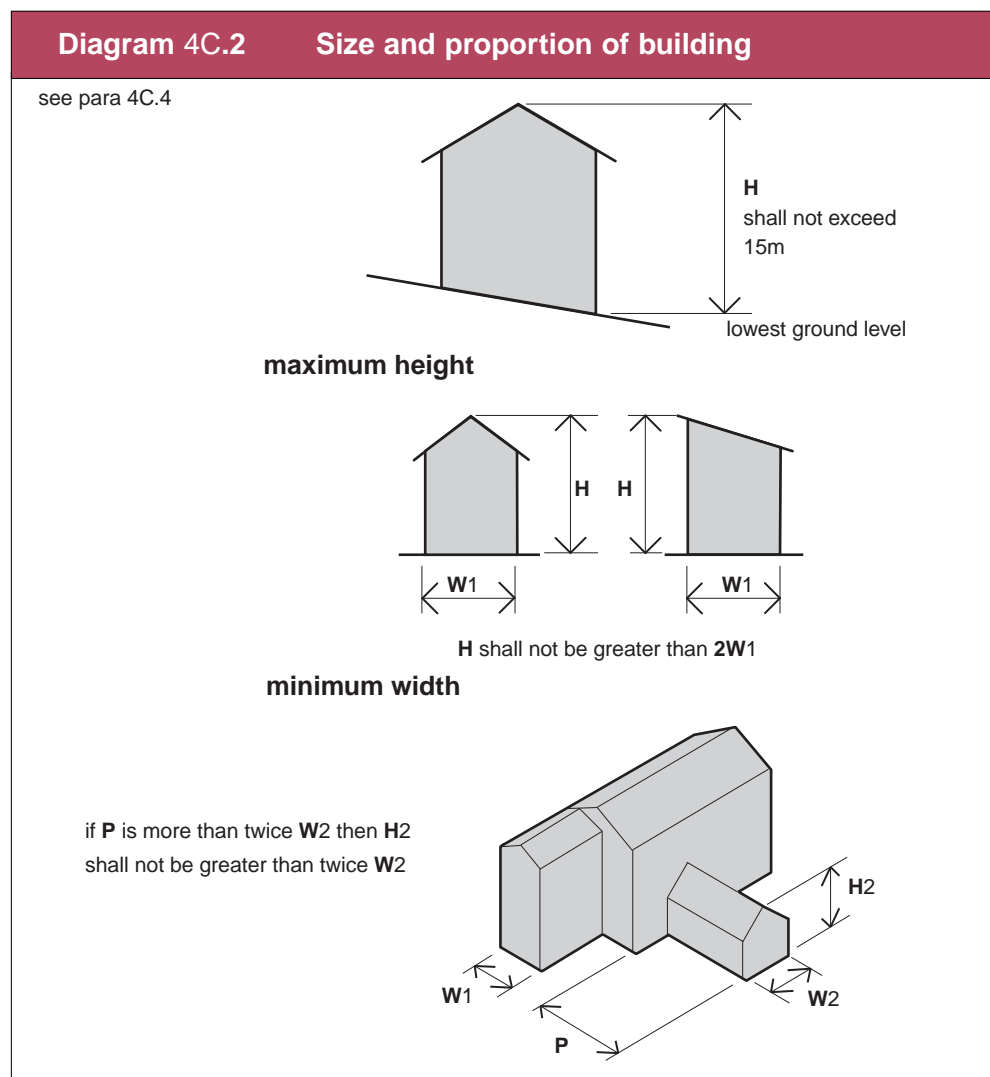 Diagram 4C.2 Size and proportion of building
see para 4C.4
H
shall not exceed
15m
lowest ground level
maximum height
H H
W1 W1
H shall not be greater than 2W1
minimum width
if P is more than twice W2 then H2
shall not be greater than twice W2
H2
W1 W2
P